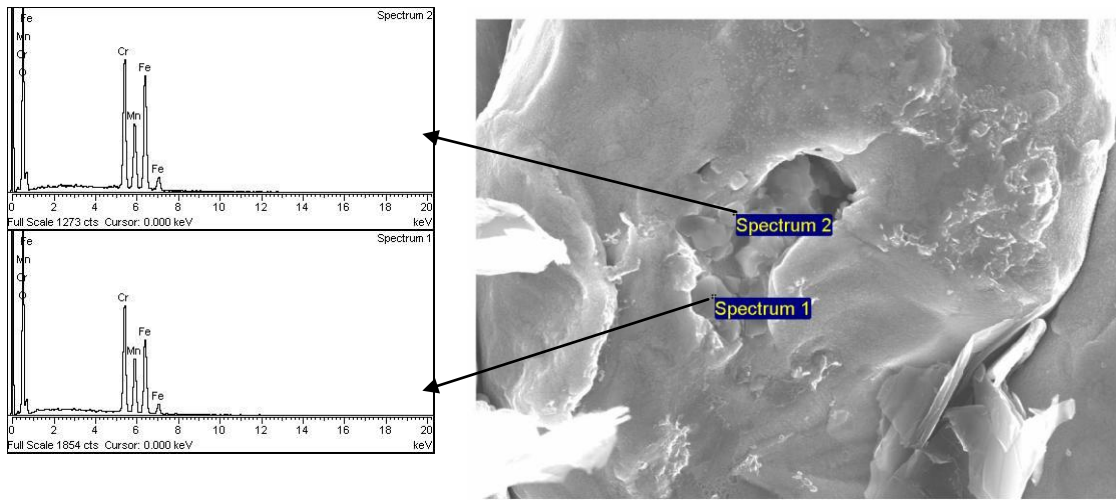 Spectrum 2
Fe
Mn
Cr
O
Cr
Fe
Mn
Fe
0 2 4 6 8 10 12 14 16 18 20
Full Scale 1273 cts Cursor: 0.000 keV keV
Spectrum 1
Fe
Mn
Cr
O
Cr
Fe
Mn
Fe
0 2 4 6 8 10 12 14 16 18 20
Full Scale 1854 cts Cursor: 0.000 keV keV
Spectrum 2
Spectrum 1